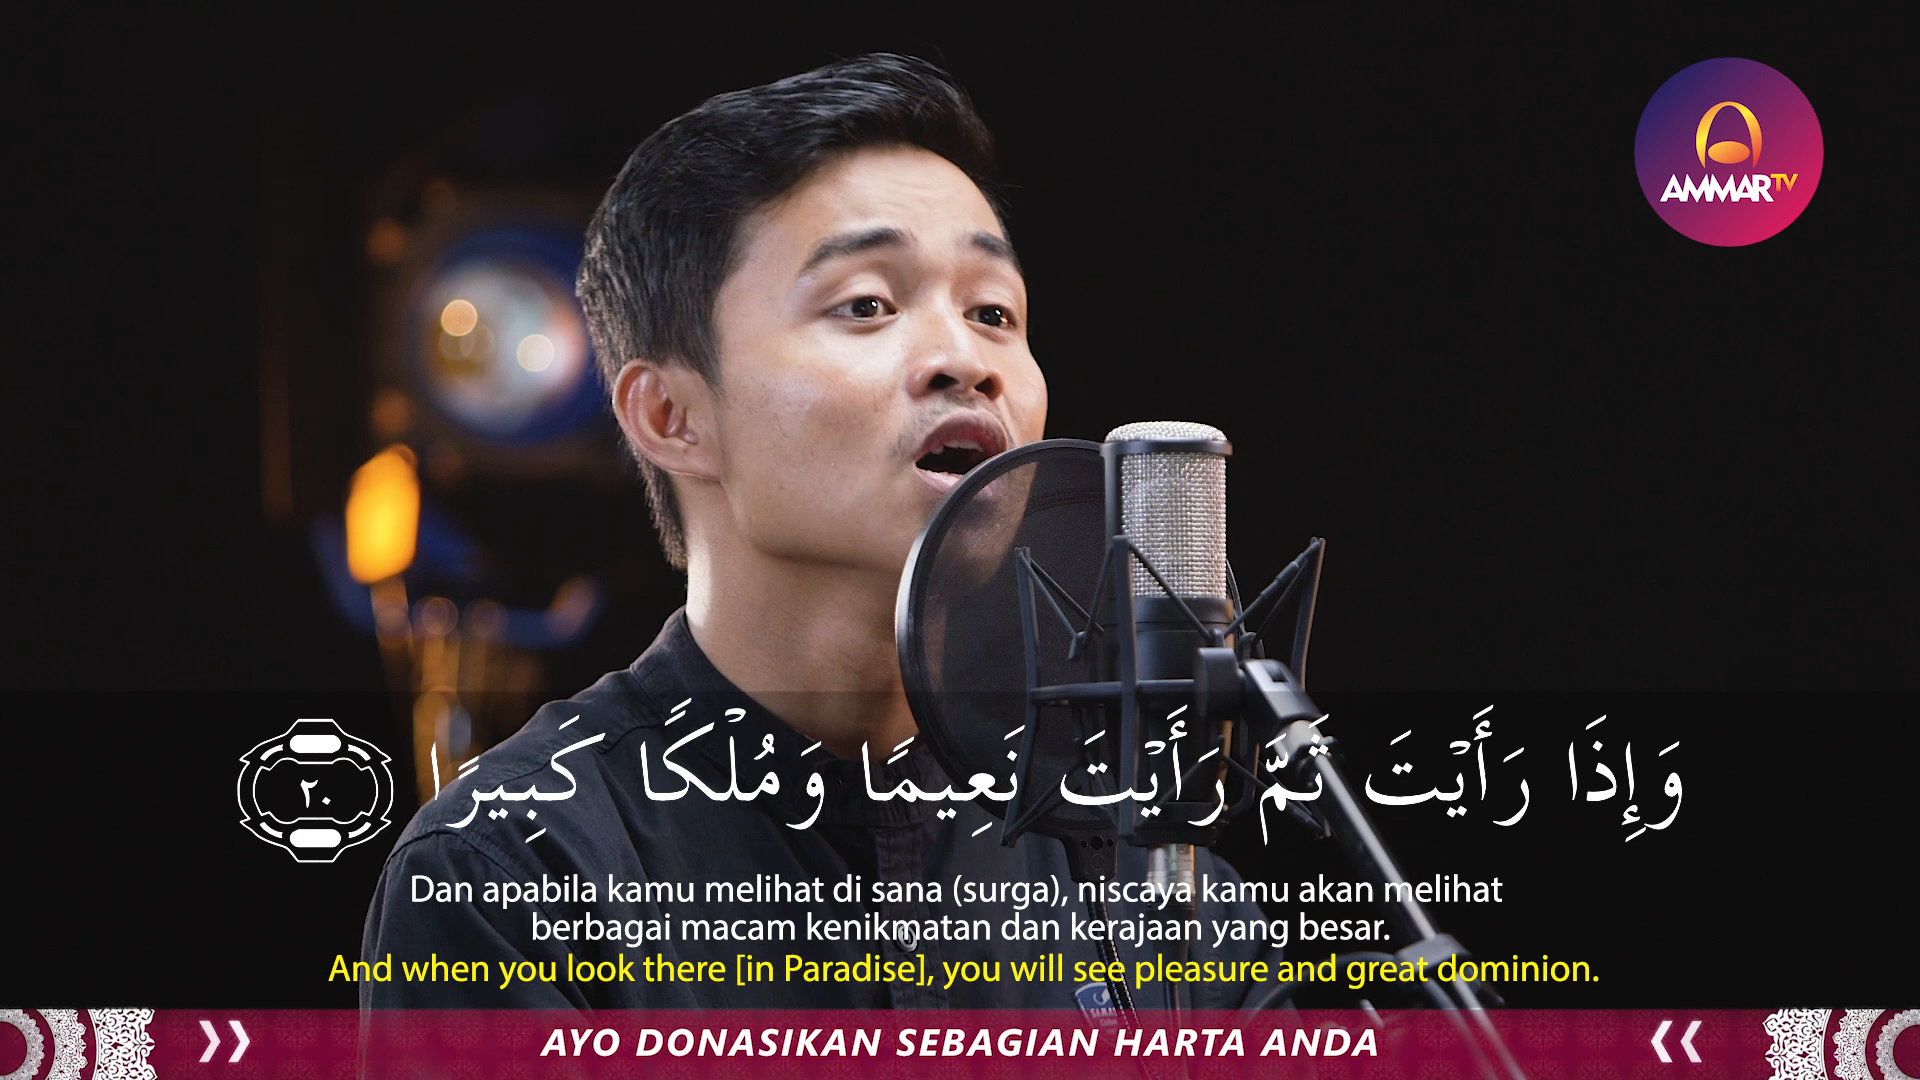 AMMARTV
وَإِذَا رَأَيْتَ ثَمَّ رَأَيْتَ نَعِيمًا وَمُلْكًا كَبِيرًا ٢٠
Dan apabila kamu melihat di sana (surga), niscaya kamu akan melihat
berbagai macam kenikmatan dan kerajaan yang besar.
And when you look there [in Paradise], you will see pleasure and great dominion.
AYO DONASIKAN SEBAGIAN HARTA ANDA